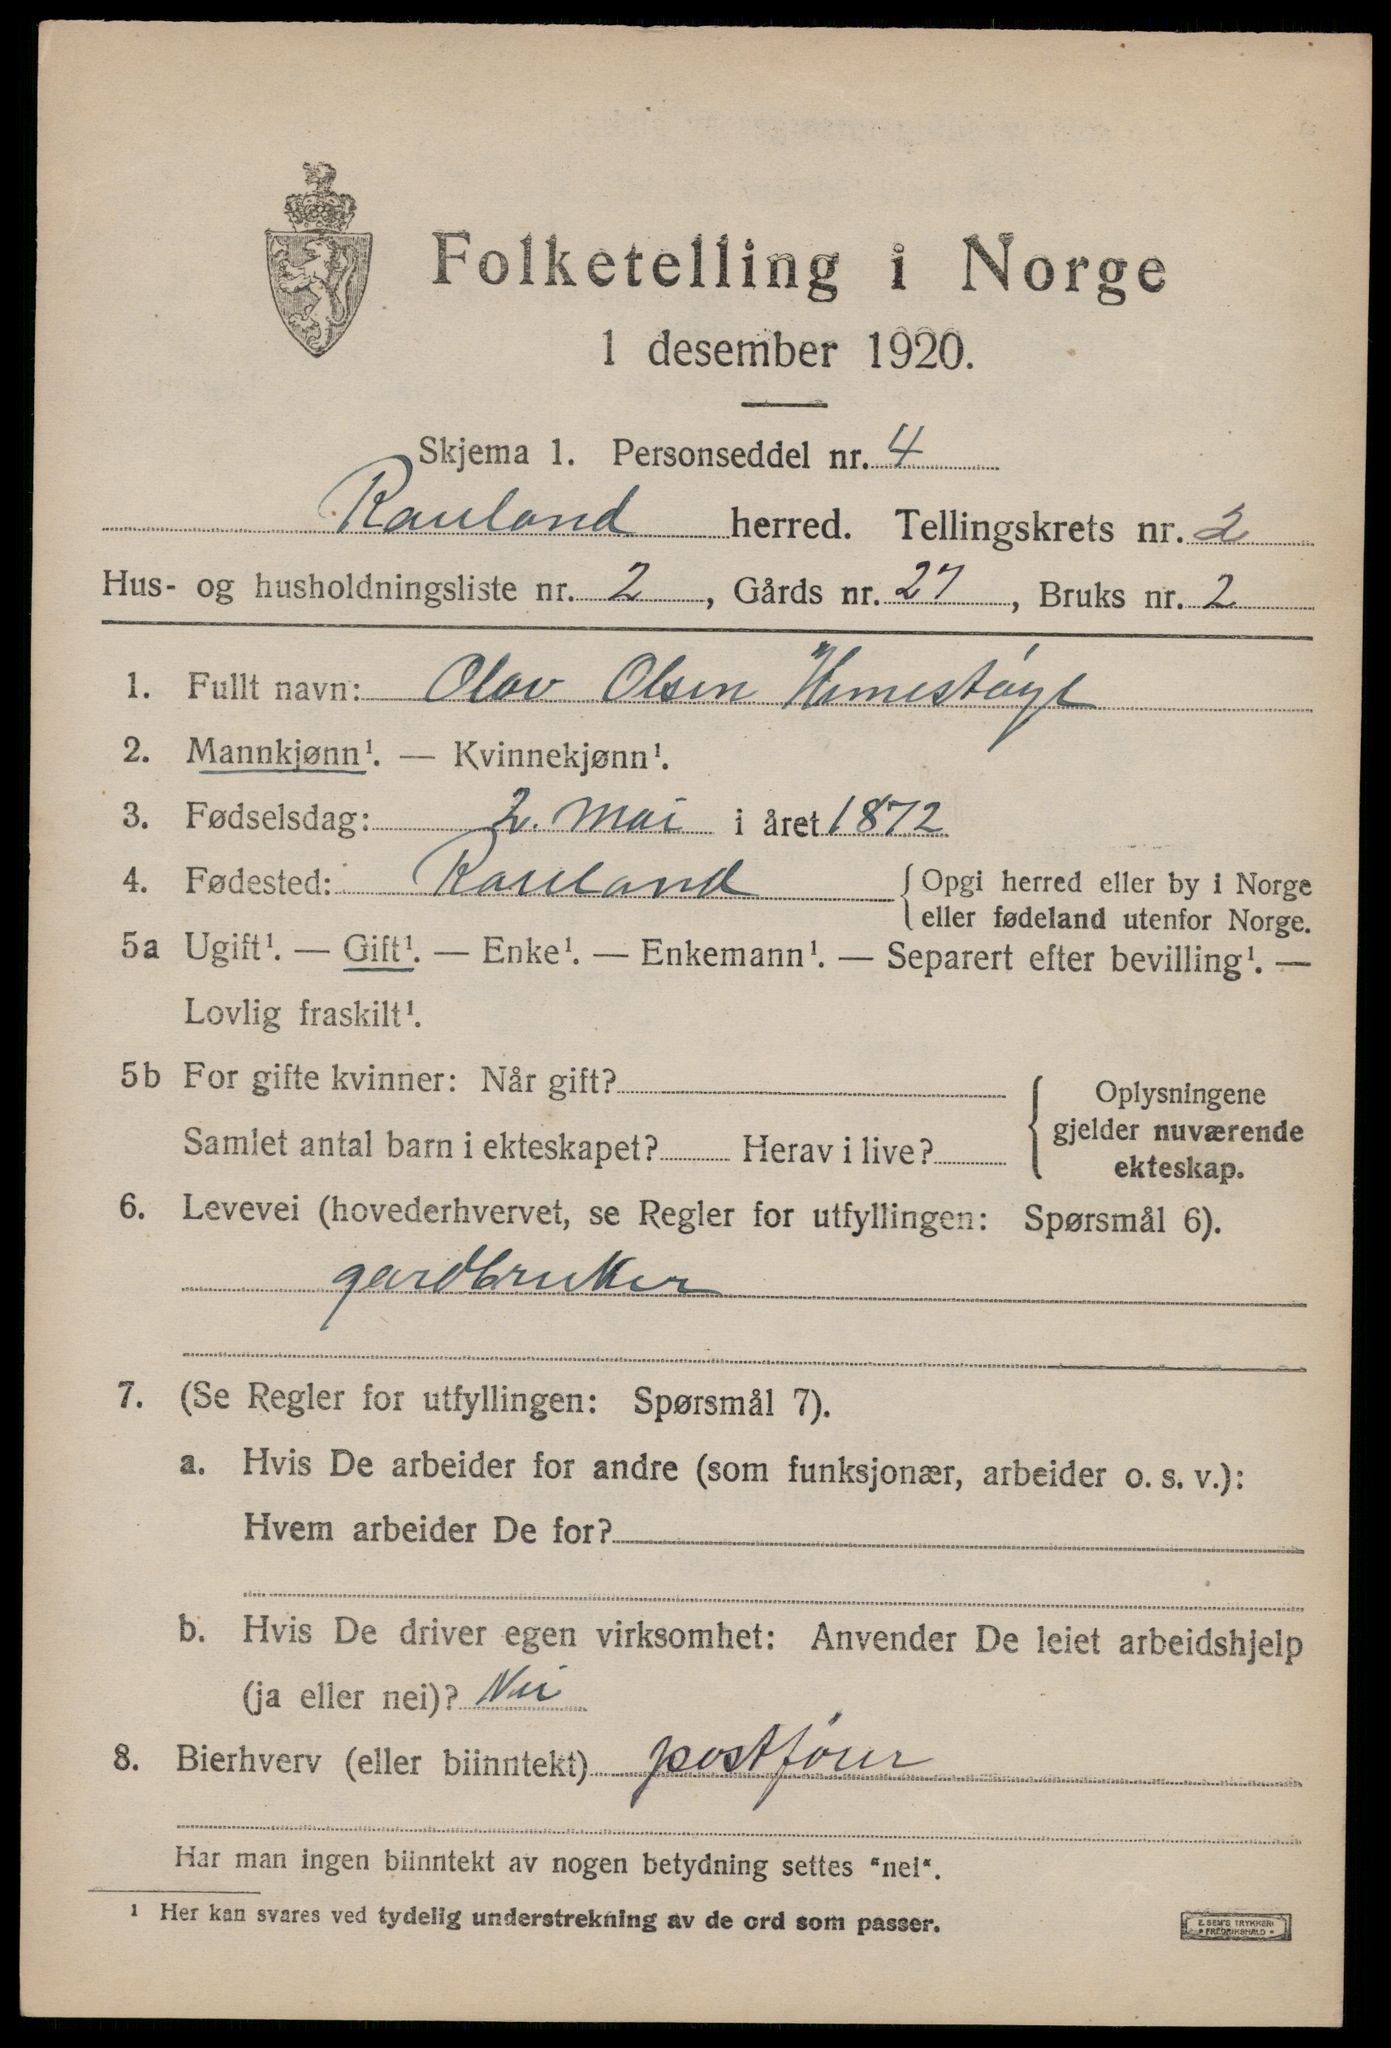 Folketelling i Norge
1 desember 1920.
Skjema 1. Personseddel nr. 4
Rauland herred. Tellingskrets nr. 2
Hus- og husholdningsliste nr. 2, Gårds nr. 27, Bruks nr. 2
1. Fullt navn: Olav Olsen
2. Mannkjønn¹. — Kvinnekjønn¹.
3. Fødselsdag: 2. mai i året 1872
4. Fødested: Rauland { Opgi herred eller by i Norge
eller fødeland utenfor Norge.
5a Ugift¹. — Gift¹. — Enke¹. — Enkemann¹. — Separert efter bevilling¹. —
Lovlig fraskilt¹.
5b For gifte kvinner: Når gift?
Samlet antal barn i ekteskapet? Herav i live?
Oplysningene
gjelder nuværende
ekteskap.
6. Levevei (hovederhvervet, se Regler for utfyllingen: Spørsmål 6).
gardbruker
7. (Se Regler for utfyllingen: Spørsmål 7).
a. Hvis De arbeider for andre (som funksjonær, arbeider o. s. v.):
Hvem arbeider De for?
b. Hvis De driver egen virksomhet: Anvender De leiet arbeidshjelp
(ja eller nei)? Nei
8. Bierhverv (eller biinntekt) postförer
Har man ingen biinntekt av nogen betydning settes "nei".
1 Her kan svares ved tydelig understrekning av de ord som passer.
E. SEM'S TRYKKERI
FREDRIKSHALD